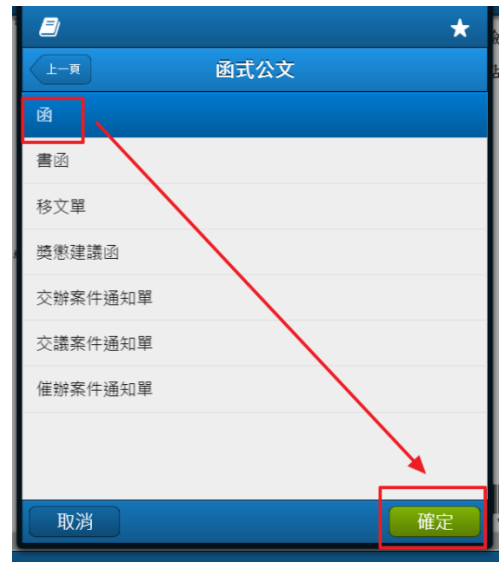 上一頁 函式公文
函
書函
移文單
獎懲建議函
交辦案件通知單
交議案件通知單
催辦案件通知單
取消 確定